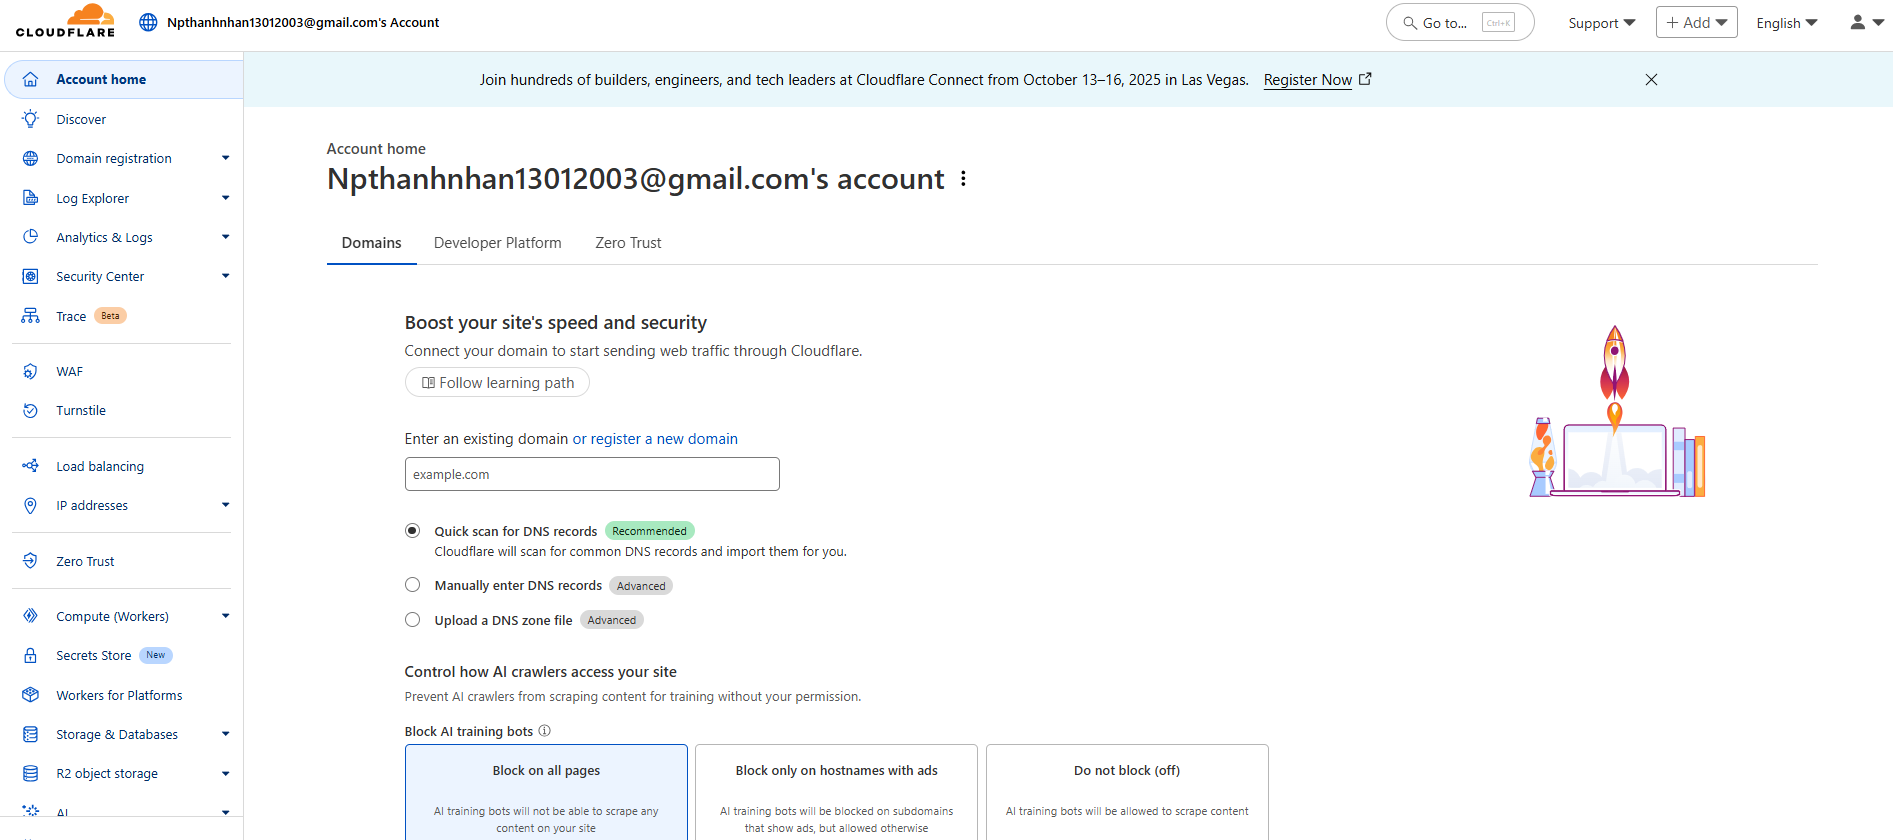 CLOUDFLARE
Npthanhnhan13012003@gmail.com's Account
Go to...
Ctrl+K
Support
+ Add
English
Account home
Discover
Domain registration
Log Explorer
Analytics & Logs
Security Center
Trace Beta
WAF
Turnstile
Load balancing
IP addresses
Zero Trust
Compute (Workers)
Secrets Store New
Workers for Platforms
Storage & Databases
R2 object storage
AI
Join hundreds of builders, engineers, and tech leaders at Cloudflare Connect from October 13–16, 2025 in Las Vegas. Register Now
Account home
Npthanhnhan13012003@gmail.com's account
Domains
Developer Platform
Zero Trust
Boost your site's speed and security
Connect your domain to start sending web traffic through Cloudflare.
Follow learning path
Enter an existing domain or register a new domain
example.com
Quick scan for DNS records Recommended
Cloudflare will scan for common DNS records and import them for you.
Manually enter DNS records Advanced
Upload a DNS zone file Advanced
Control how AI crawlers access your site
Prevent AI crawlers from scraping content for training without your permission.
Block AI training bots
Block on all pages
AI training bots will not be able to scrape any
content on your site
Block only on hostnames with ads
AI training bots will be blocked on subdomains
that show ads, but allowed otherwise
Do not block (off)
AI training bots will be allowed to scrape content